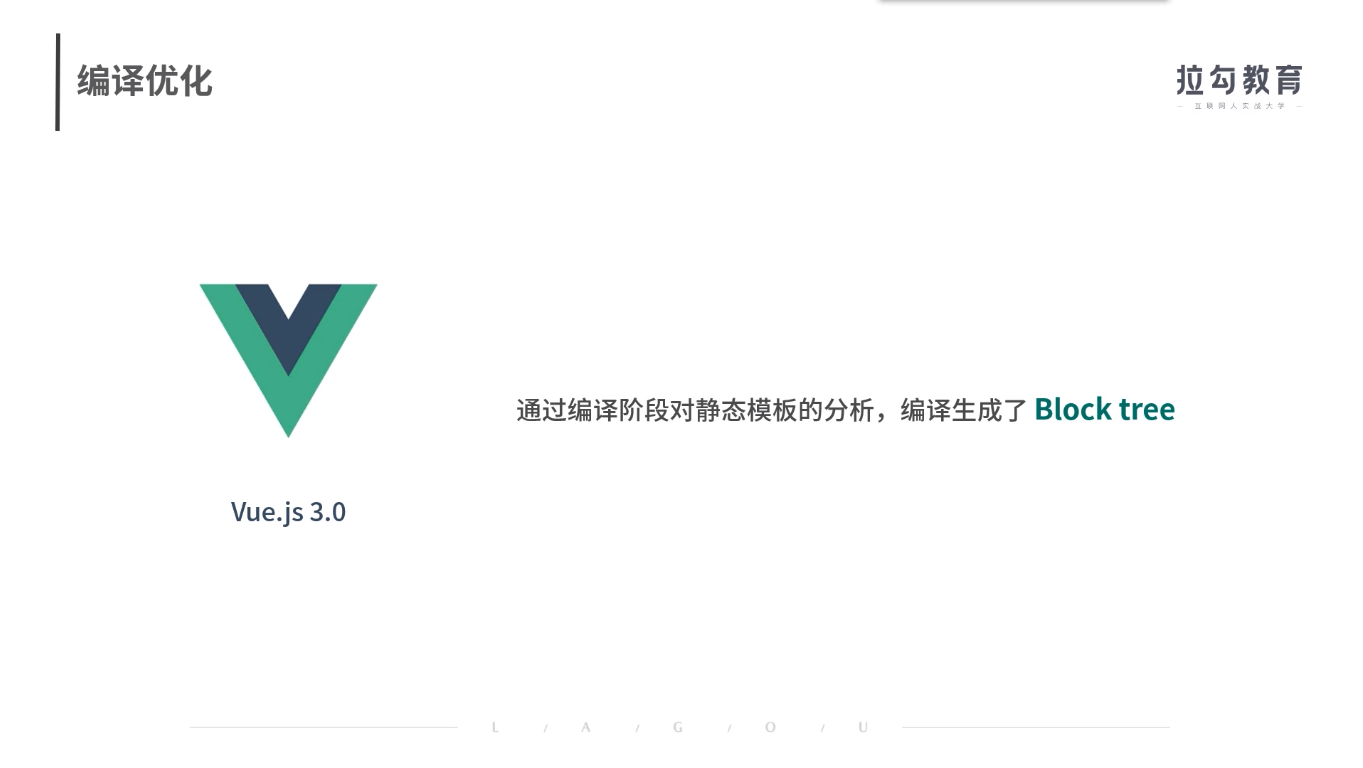 编译优化
拉勾教育
— 互联网人实战大学 —
通过编译阶段对静态模板的分析，编译生成了 Block tree
Vue.js 3.0
L / A / G / O / U